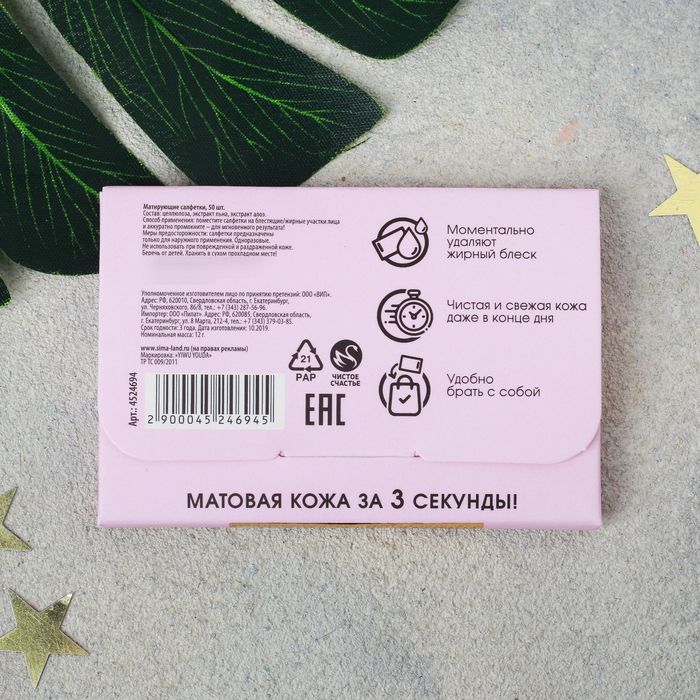 Матирующие салфетки, 50 шт.
Состав: целлюлоза, экстракт льна, экстракт алоэ.
Способ применения: поместите салфетки на блестящие/жирные участки лица
и аккуратно промокните – для мгновенного результата!
Меры предосторожности: салфетки предназначены
только для наружного применения. Одноразовые.
Не использовать при поврежденной и раздраженной коже.
Беречь от детей. Хранить в сухом прохладном месте!
Уполномоченное изготовителем лицо по принятию претензий: ООО «ВИП».
Адрес: РФ, 620010, Свердловская область, г. Екатеринбург,
ул. Черняховского, 86/8, тел.: +7 (343) 287-56-96.
Импортер: ООО «Пилат». Адрес: РФ, 620085, Свердловская область,
г. Екатеринбург, ул. 8 Марта, 212-4, тел.: +7 (343) 379-03-85.
Срок годности: 3 года. Дата изготовления: 10.2019.
Номинальная масса: 12 г.
www.sima-land.ru (на правах рекламы)
Маркировка: «YIWU YOUDA»
ТР ТС 009/2011
Арт.: 4524694
2 900045 246945
21
PAP
ЧИСТОЕ
СЧАСТЬЕ
EAC
Моментально
удаляют
жирный блеск
Чистая и свежая кожа
даже в конце дня
Удобно
брать с собой
МАТОВАЯ КОЖА ЗА 3 СЕКУНДЫ!